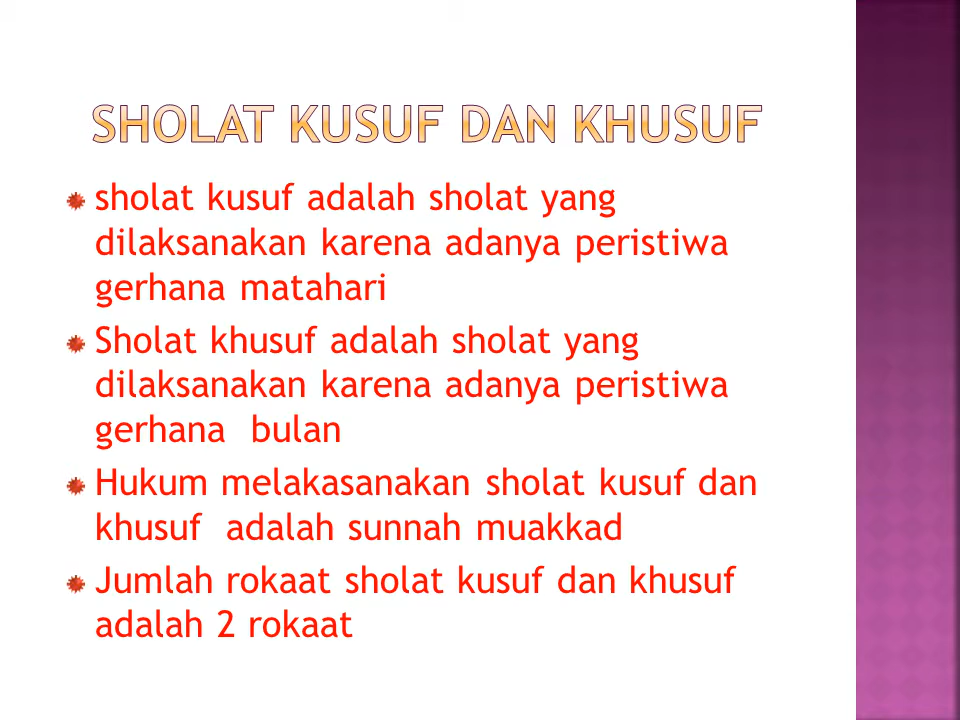 SHOLAT KUSUF DAN KHUSUF
sholat kusuf adalah sholat yang
dilaksanakan karena adanya peristiwa
gerhana matahari
Sholat khusuf adalah sholat yang
dilaksanakan karena adanya peristiwa
gerhana  bulan
Hukum melakasanakan sholat kusuf dan
khusuf  adalah sunnah muakkad
Jumlah rokaat sholat kusuf dan khusuf
adalah 2 rokaat